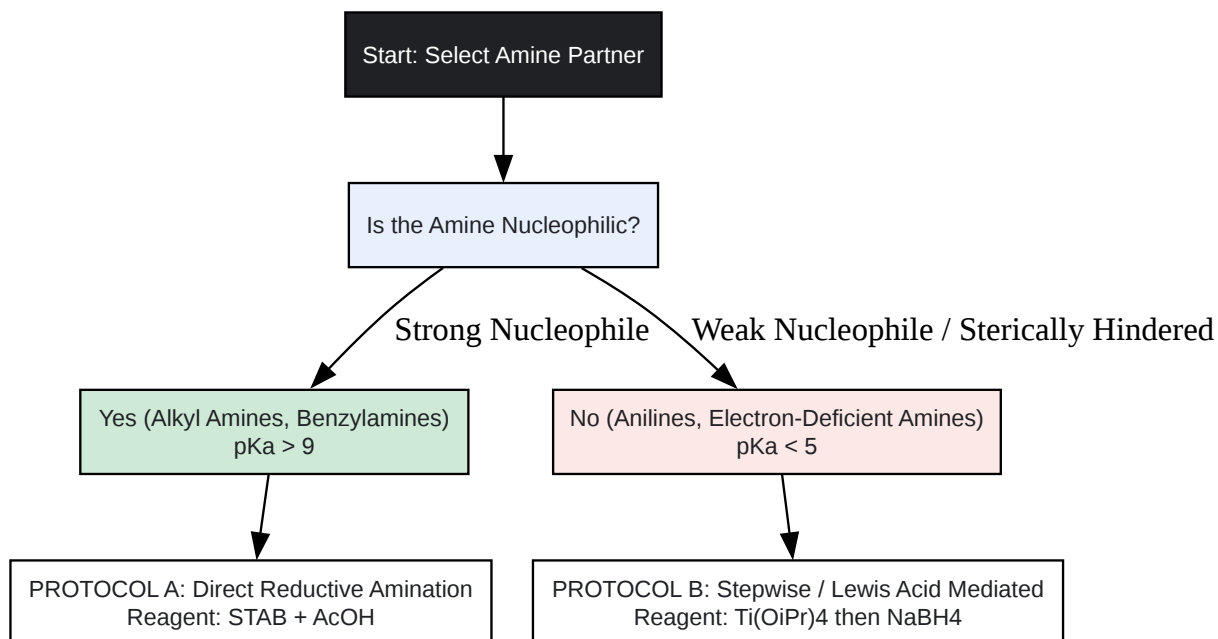 Start: Select Amine Partner
Is the Amine Nucleophilic?
Strong Nucleophile
Weak Nucleophile / Sterically Hindered
Yes (Alkyl Amines, Benzylamines)
pKa > 9
No (Anilines, Electron-Deficient Amines)
pKa < 5
PROTOCOL A: Direct Reductive Amination
Reagent: STAB + AcOH
PROTOCOL B: Stepwise / Lewis Acid Mediated
Reagent: Ti(OiPr)4 then NaBH4